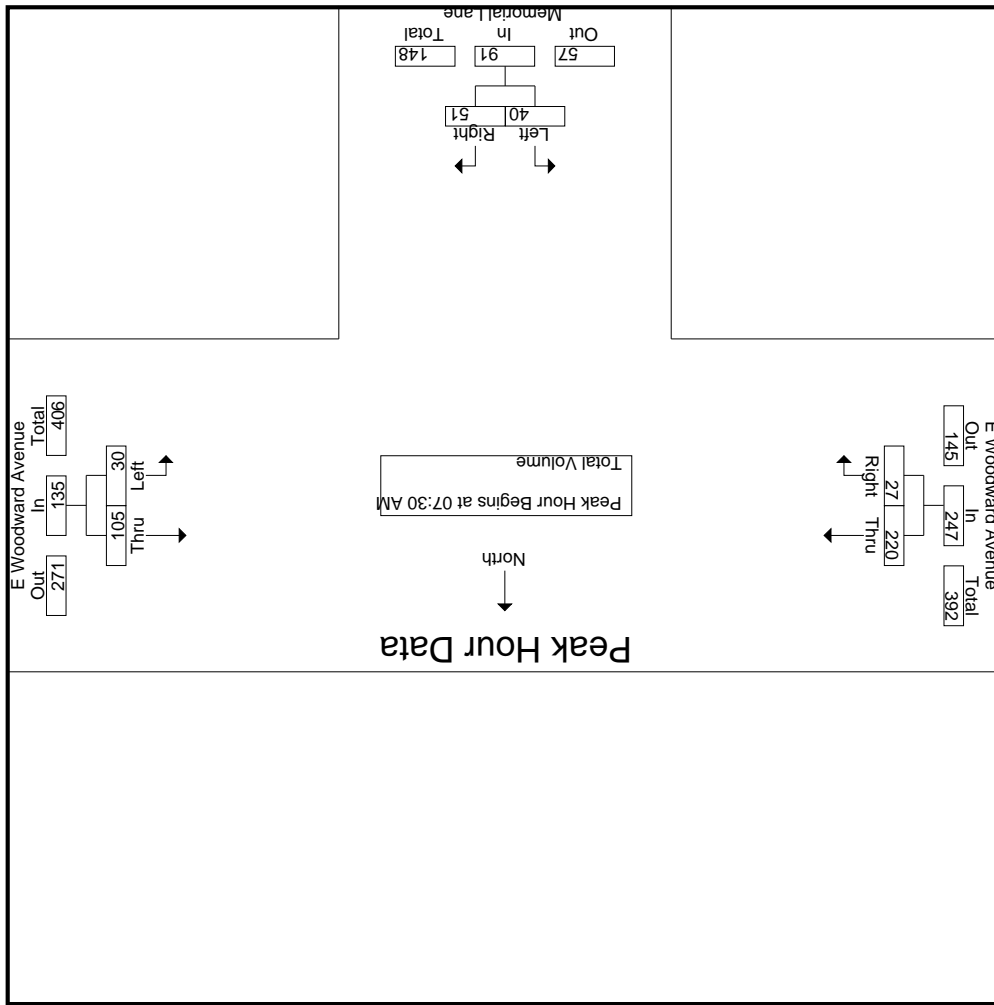 Peak Hour Data
North
Peak Hour Begins at 07:30 AM
Total Volume
E Woodward Avenue
Out In Total
145 247 392
27 220
Right Thru
E Woodward Avenue
Out In Total
271 135 406
105 30
Thru Left
Left Right
40 51
57 91 148
Out In Total
Memorial Lane